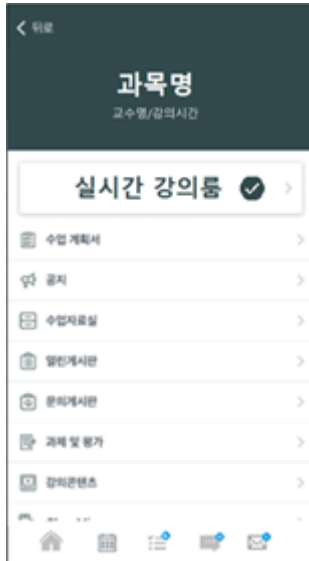 뒤로
과목명
교수명/강의시간
실시간 강의룸
수업 계획서
공지
수업자료실
열린게시판
문의게시판
과제 및 평가
강의콘텐츠